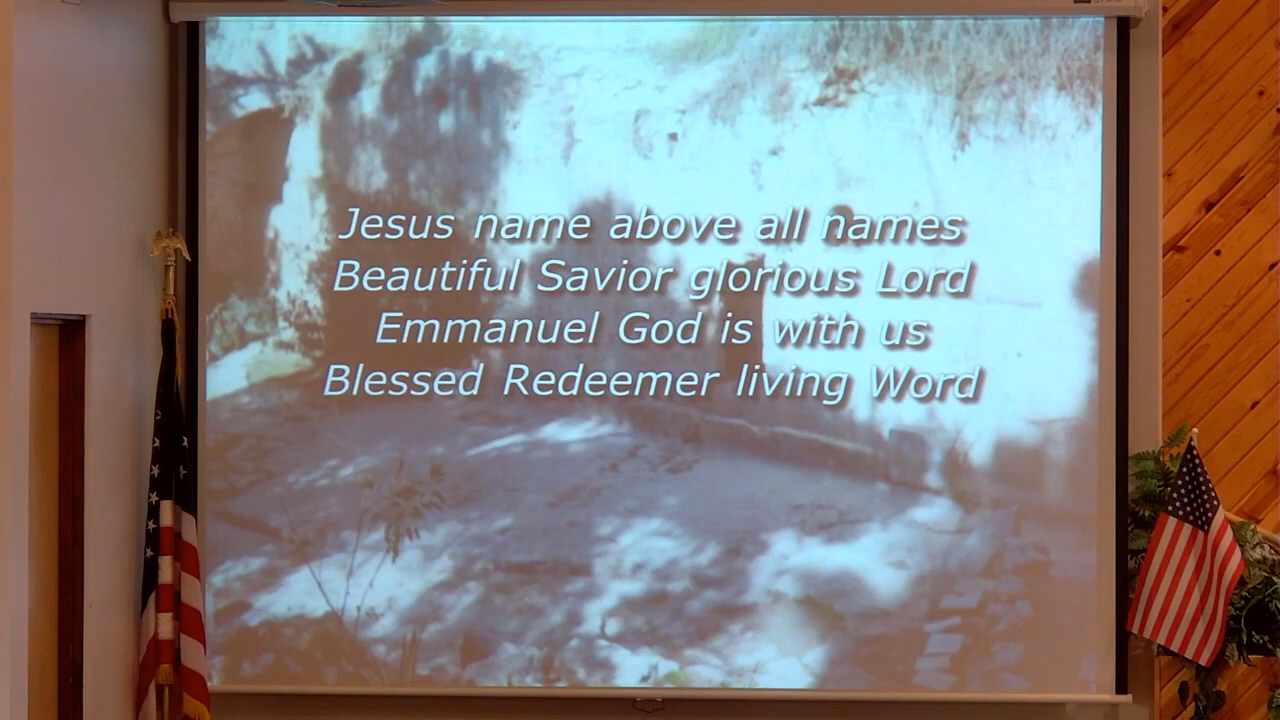 Jesus name above all names
Beautiful Savior glorious Lord
Emmanuel God is with us
Blessed Redeemer living Word